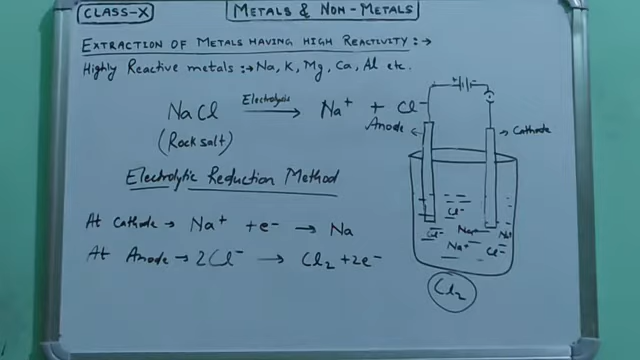 CLASS-X
METALS & NON-METALS
EXTRACTION OF METALS HAVING HIGH REACTIVITY :→
Highly Reactive metals :→ Na, K, Mg, Ca, Al etc.
NaCl —Electrolysis→ Na⁺ + Cl⁻
(Rocksalt)
Anode ←
→ Cathode
Electrolytic Reduction Method
At Cathode → Na⁺ + e⁻ → Na
At Anode → 2Cl⁻ → Cl₂ + 2e⁻
Cl⁻
Cl⁻ Na⁺ Na⁺
Na⁺ Cl⁻
Cl₂